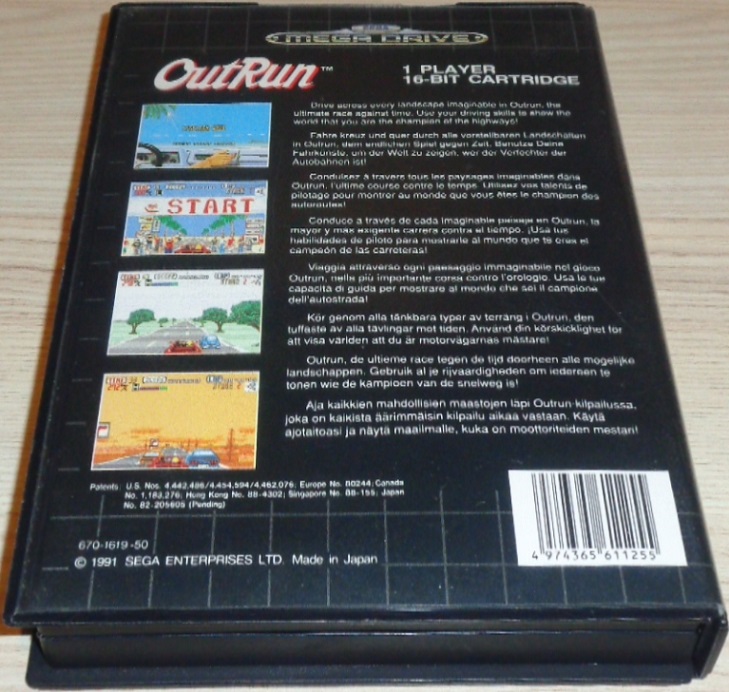 SEGA
MEGA DRIVE
OutRun™
1 PLAYER
16-BIT CARTRIDGE
Drive across every landscape imaginable in Outrun, the
ultimate race against time. Use your driving skills to show the
world that you are the champion of the highways!
Fahre kreuz und quer durch alle vorstellbaren Landschaften
in Outrun, dem endlichen Spiel gegen Zeit. Benutze Deine
Fahrkünste, um der Welt zu zeigen, wer der Verfechter der
Autobahnen ist!
Conduisez à travers tous les paysages imaginables dans
Outrun, l'ultime course contre le temps. Utilisez vos talents de
pilotage pour montrer au monde que vous êtes le champion des
autoroutes!
START
Conduce a través de cada imaginable paisaje en Outrun, la
mayor y más exigente carrera contra el tiempo. ¡Usa tus
habilidades de piloto para mostrarle al mundo que tú eres el
campeón de las carreteras!
Viaggia attraverso ogni paesaggio immaginabile nel gioco
Outrun, nella più importante corsa contro l'orologio. Usa le tue
capacità di guida per mostrare al mondo che sei il campione
dell'autostrada!
Kör genom alla tänkbara typer av terräng i Outrun, den
tuffaste av alla tävlingar mot tiden. Använd din körskicklighet för
att visa världen att du är motorvägarnas mästare!
Outrun, de ultieme race tegen de tijd doorheen alle mogelijke
landschappen. Gebruik al je rijvaardigheden om iedereen te
tonen wie de kampioen van de snelweg is!
Aja kaikkien mahdollisien maastojen läpi Outrun-kilpailussa,
joka on kaikista äärimmäisin kilpailu aikaa vastaan. Käytä
ajotaitoasi ja näytä maailmalle, kuka on moottoriteiden mestari!
Patents: U.S. Nos. 4,442,486/4,454,594/4,462,076; Europe No. 80244; Canada
No. 1,183,276; Hong Kong No. 88-4302; Singapore No. 88-155; Japan
No. 82-205605 (Pending)
670-1619-50
© 1991 SEGA ENTERPRISES LTD. Made in Japan
4 974365 611255